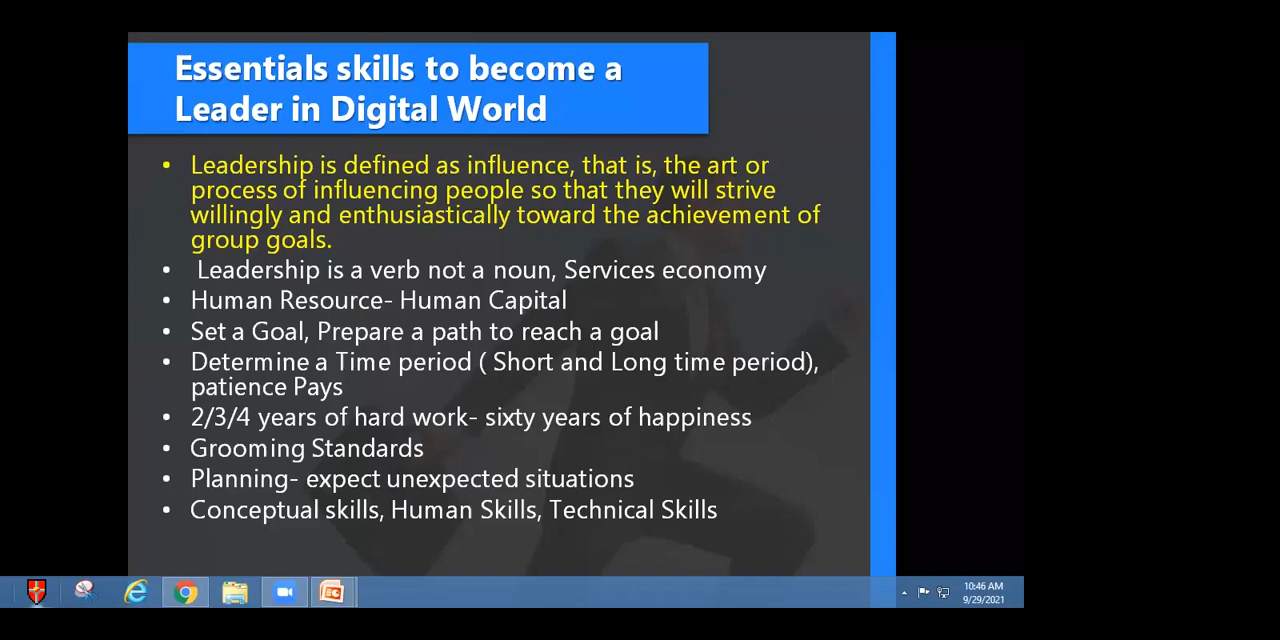 Essentials skills to become a
Leader in Digital World
• Leadership is defined as influence, that is, the art or
process of influencing people so that they will strive
willingly and enthusiastically toward the achievement of
group goals.
• Leadership is a verb not a noun, Services economy
• Human Resource- Human Capital
• Set a Goal, Prepare a path to reach a goal
• Determine a Time period ( Short and Long time period),
patience Pays
• 2/3/4 years of hard work- sixty years of happiness
• Grooming Standards
• Planning- expect unexpected situations
• Conceptual skills, Human Skills, Technical Skills
10:46 AM
9/29/2021